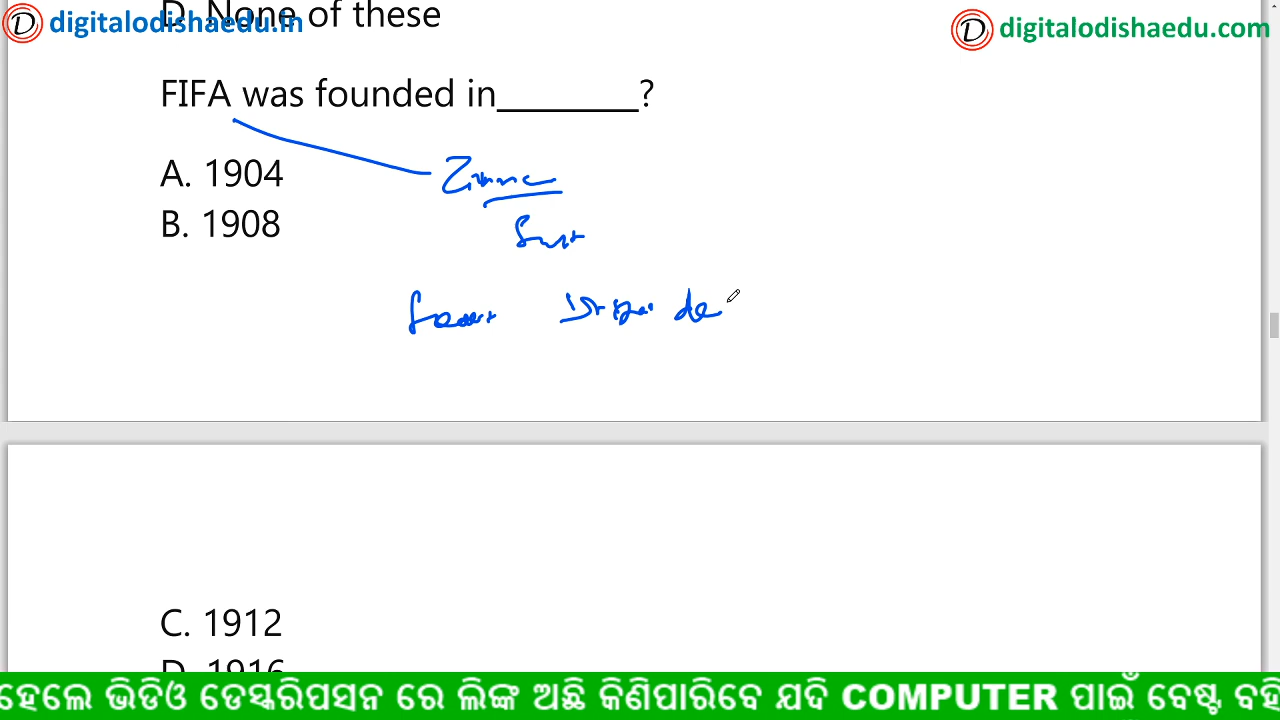 D. None of these
digitalodishaedu.in
digitalodishaedu.com
FIFA was founded in________?
A. 1904
B. 1908
C. 1912
D. 1916
ହେଲେ ଭିଡିଓ ଡେସ୍କରିପସନ ରେ ଲିଙ୍କ ଅଛି କିଣିପାରିବେ ଯଦି COMPUTER ପାଇଁ ବେଷ୍ଟ ବହି